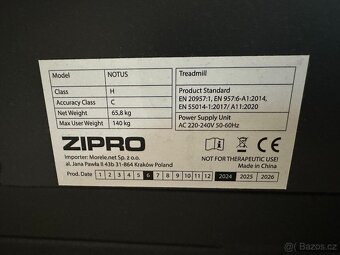 Model NOTUS Treadmill
Class H Product Standard
EN 20957:1, EN 957:6-A1:2014,
Accuracy Class C EN 55014-1:2017/ A11:2020
Net Weight 65,8 kg Power Supply Unit
Max User Weight 140 kg AC 220-240V 50-60Hz
ZIPRO
Importer: Morele.net Sp. z o.o.
al. Jana Pawła II 43b 31-864 Kraków Poland
NOT FOR THERAPEUTIC USAGE!
Made in China
Prod. Date 1 2 3 4 5 6 7 8 9 10 11 12 2024 2025 2026
bazos.cz